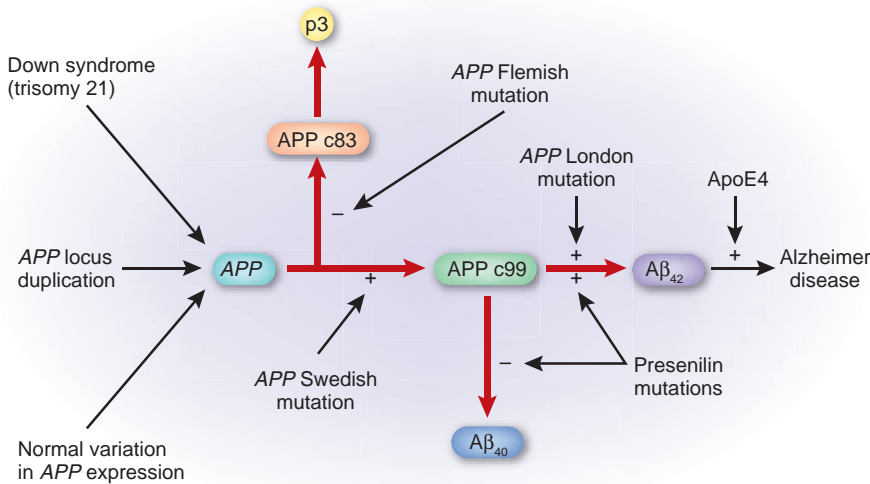 p3
Down syndrome
(trisomy 21)
APP Flemish
mutation
APP c83
APP London
mutation
ApoE4
–
+
+
APP locus
duplication
APP
APP c99
Aβ42
Alzheimer
disease
+
+
APP Swedish
mutation
–
Presenilin
mutations
Normal variation
in APP expression
Aβ40